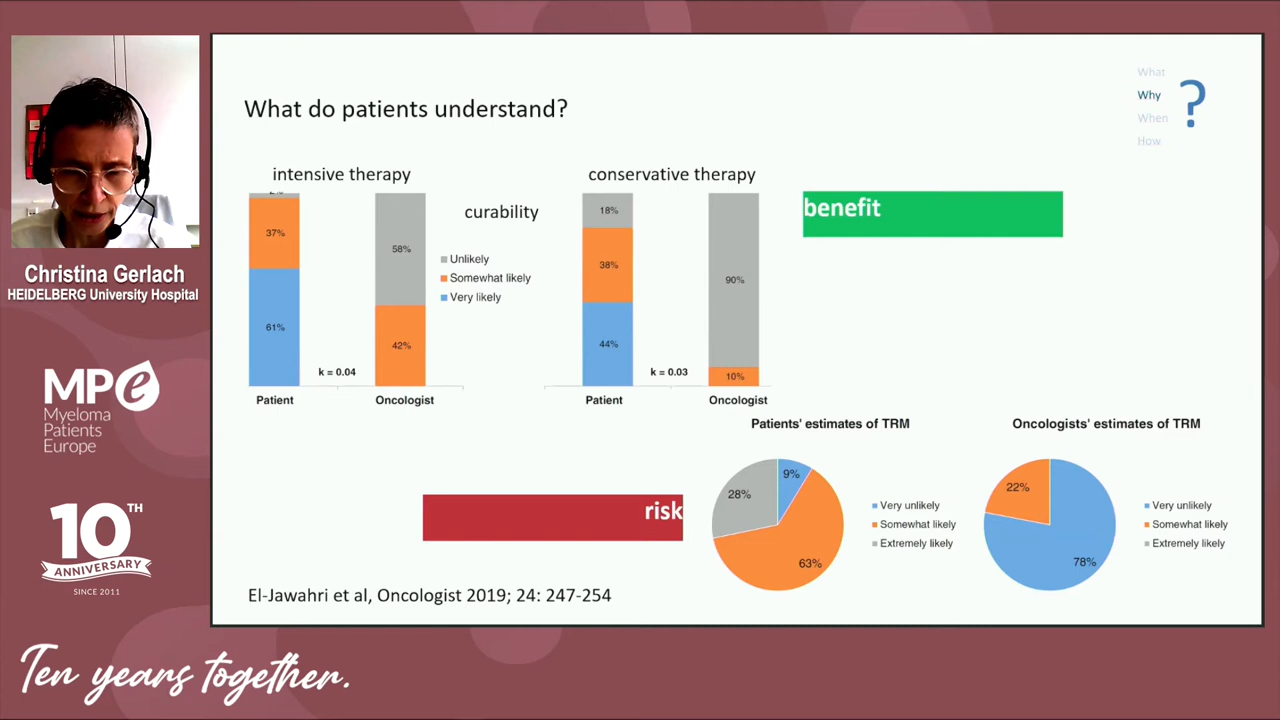 Christina Gerlach
HEIDELBERG University Hospital
MPe
Myeloma
Patients
Europe
10TH
ANNIVERSARY
SINCE 2011
Ten years together.
What do patients understand?
What
Why
When
How
?
intensive therapy
37%
61%
58%
42%
k = 0.04
Patient
Oncologist
curability
Unlikely
Somewhat likely
Very likely
conservative therapy
18%
38%
44%
90%
10%
k = 0.03
Patient
Oncologist
benefit
risk
Patients' estimates of TRM
9%
28%
63%
Very unlikely
Somewhat likely
Extremely likely
Oncologists' estimates of TRM
22%
78%
Very unlikely
Somewhat likely
Extremely likely
El-Jawahri et al, Oncologist 2019; 24: 247-254